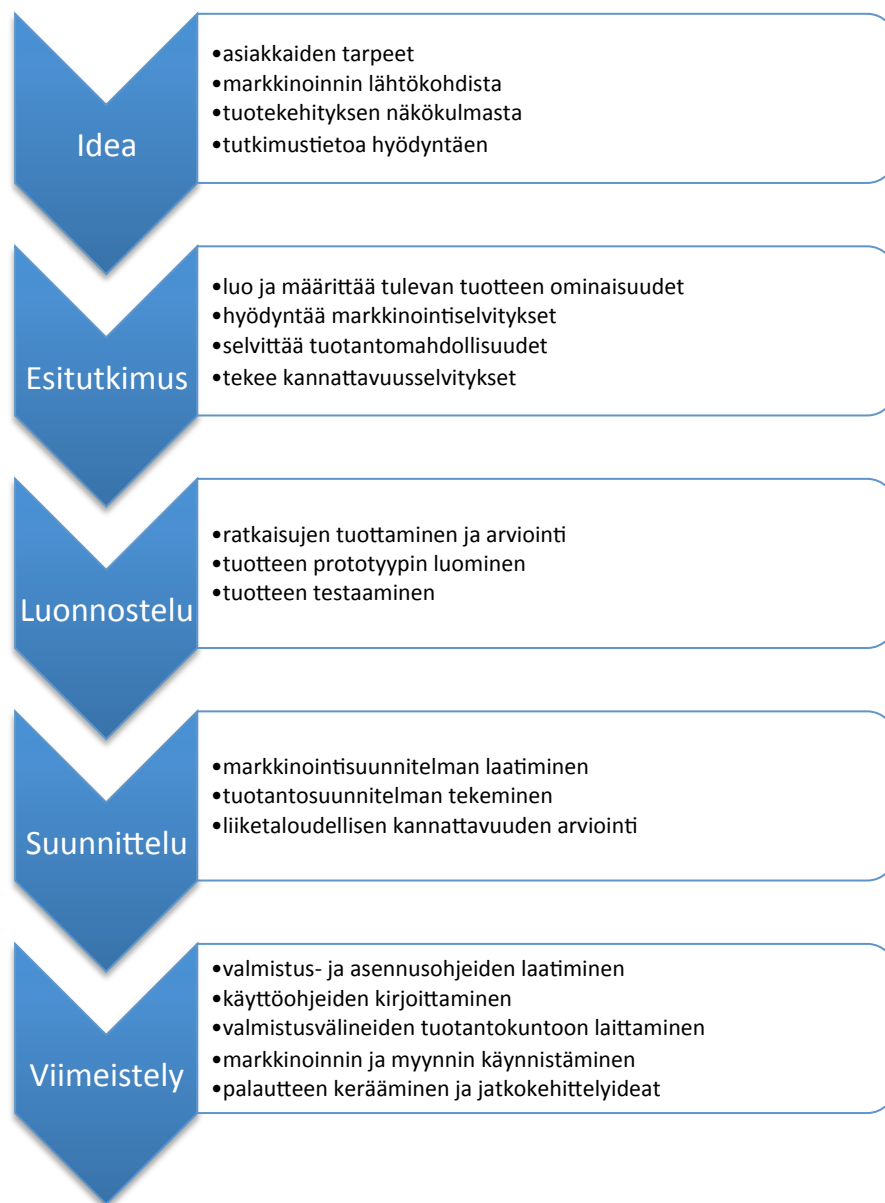 Idea
•asiakkaiden tarpeet
•markkinoinnin lähtökohdista
•tuotekehityksen näkökulmasta
•tutkimustietoa hyödyntäen
Esitutkimus
•luo ja määrittää tulevan tuotteen ominaisuudet
•hyödyntää markkinointiselvitykset
•selvittää tuotantomahdollisuudet
•tekee kannattavuusselvitykset
Luonnostelu
•ratkaisujen tuottaminen ja arviointi
•tuotteen prototyypin luominen
•tuotteen testaaminen
Suunnittelu
•markkinointisuunnitelman laatiminen
•tuotantosuunnitelman tekeminen
•liiketaloudellisen kannattavuuden arviointi
Viimeistely
•valmistus- ja asennusohjeiden laatiminen
•käyttöohjeiden kirjoittaminen
•valmistusvälineiden tuotantokuntoon laittaminen
•markkinoinnin ja myynnin käynnistäminen
•palautteen kerääminen ja jatkokehittelyideat